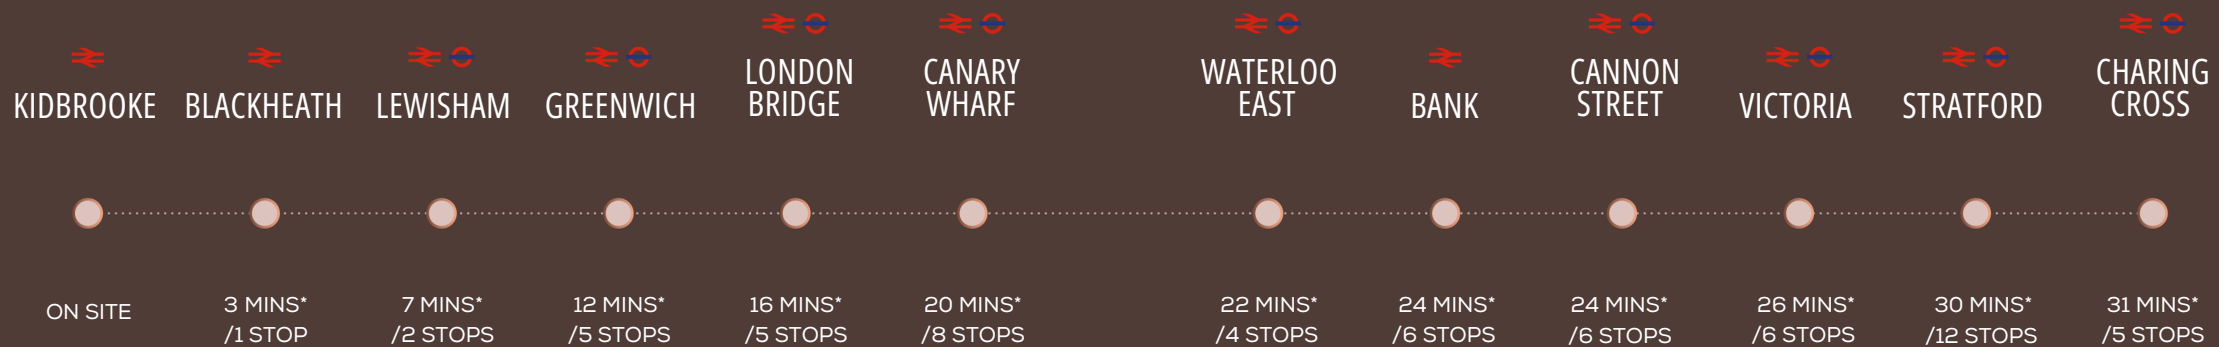 KIDBROOKE
ON SITE
BLACKHEATH
3 MINS*
/1 STOP
LEWISHAM
7 MINS*
/2 STOPS
GREENWICH
12 MINS*
/5 STOPS
LONDON
BRIDGE
16 MINS*
/5 STOPS
CANARY
WHARF
20 MINS*
/8 STOPS
WATERLOO
EAST
22 MINS*
/4 STOPS
BANK
24 MINS*
/6 STOPS
CANNON
STREET
24 MINS*
/6 STOPS
VICTORIA
26 MINS*
/6 STOPS
STRATFORD
30 MINS*
/12 STOPS
CHARING
CROSS
31 MINS*
/5 STOPS